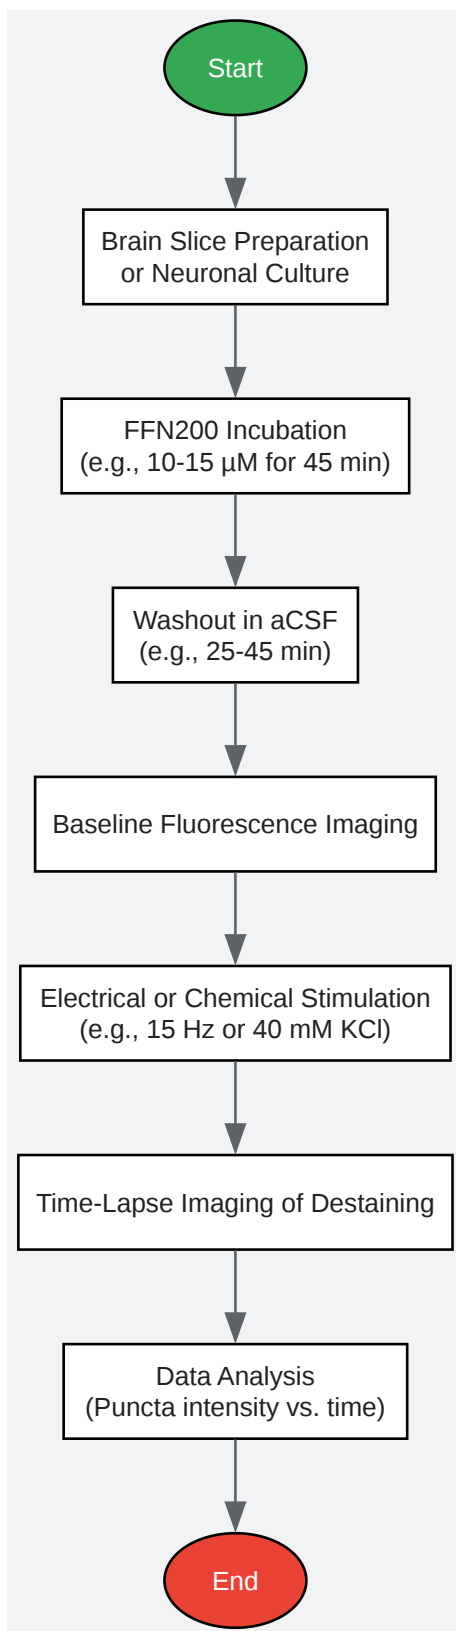 Start
Brain Slice Preparation
or Neuronal Culture
FFN200 Incubation
(e.g., 10-15 µM for 45 min)
Washout in aCSF
(e.g., 25-45 min)
Baseline Fluorescence Imaging
Electrical or Chemical Stimulation
(e.g., 15 Hz or 40 mM KCl)
Time-Lapse Imaging of Destaining
Data Analysis
(Puncta intensity vs. time)
End